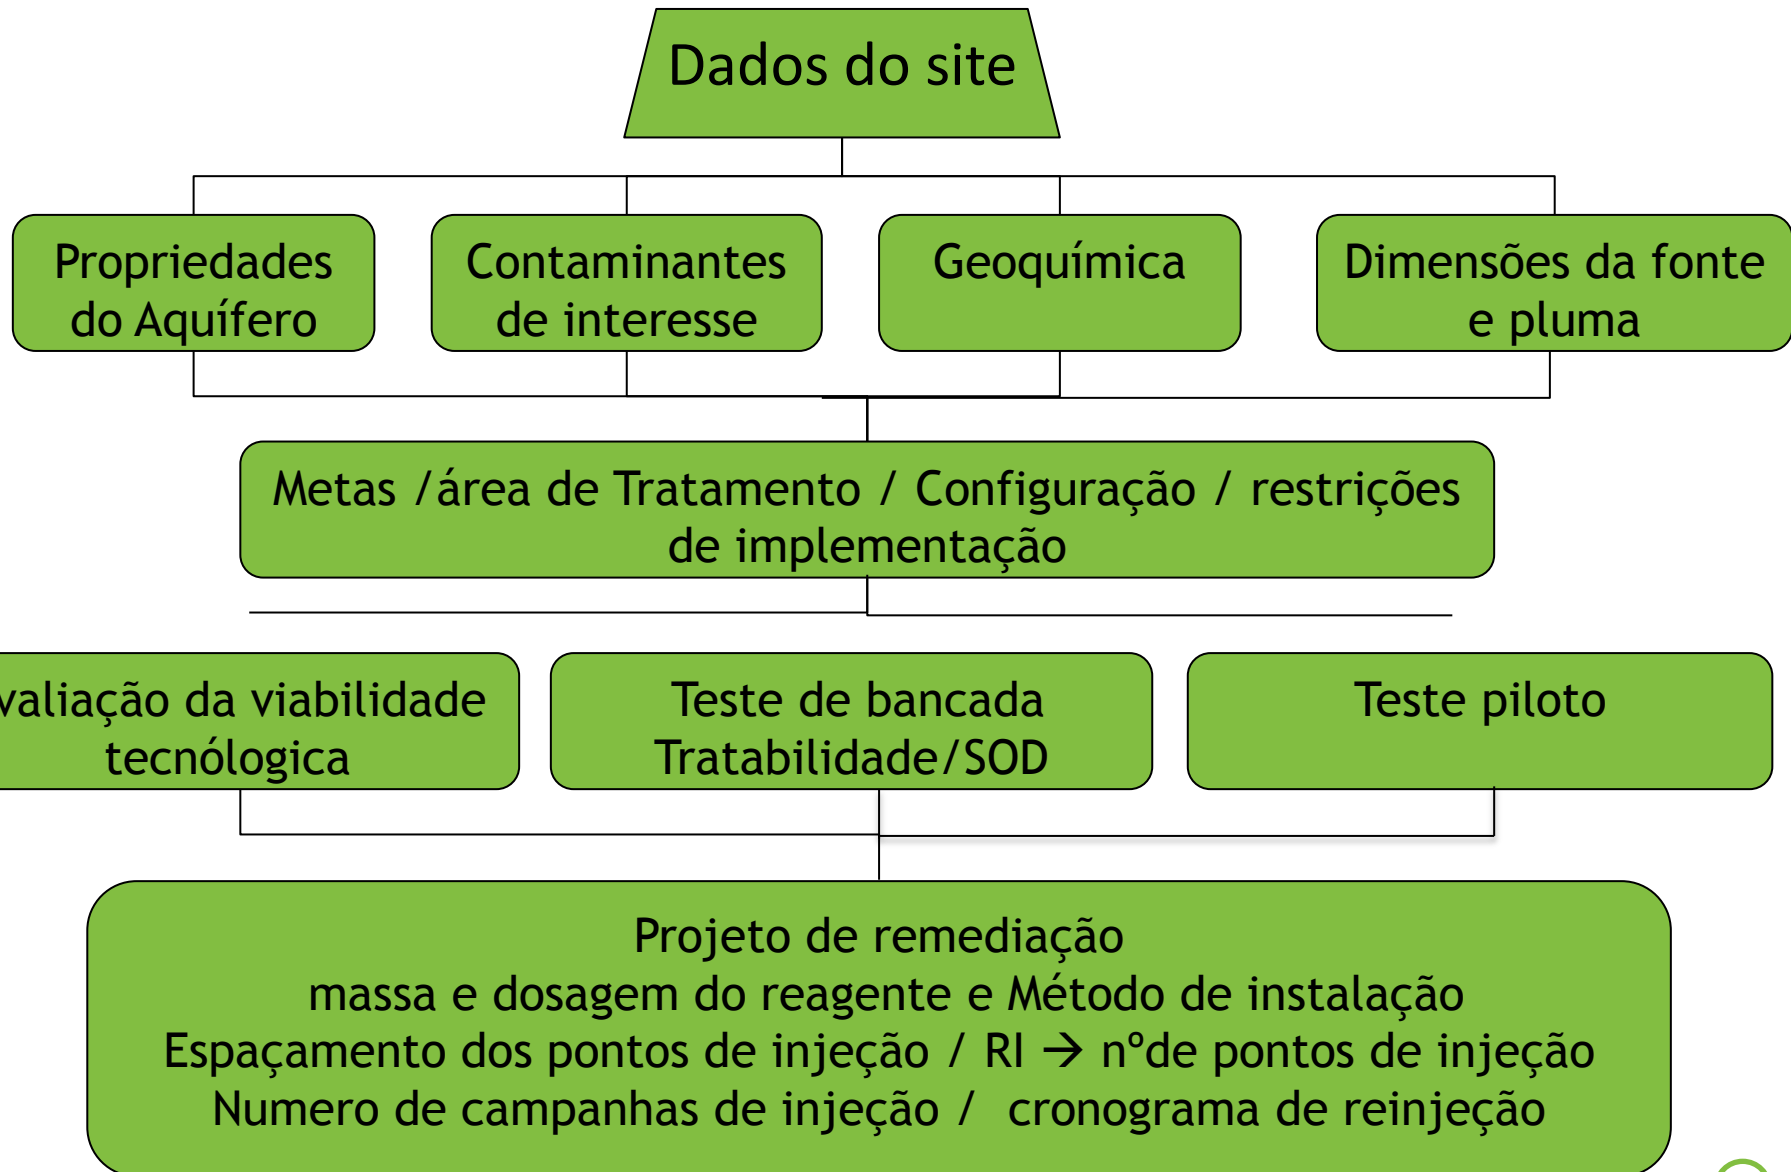 Dados do site
Propriedades
do Aquífero
Contaminantes
de interesse
Geoquímica
Dimensões da fonte
e pluma
Metas /área de Tratamento / Configuração / restrições
de implementação
valiação da viabilidade
tecnólogica
Teste de bancada
Tratabilidade/SOD
Teste piloto
Projeto de remediação
massa e dosagem do reagente e Método de instalação
Espaçamento dos pontos de injeção / RI → nºde pontos de injeção
Numero de campanhas de injeção / cronograma de reinjeção